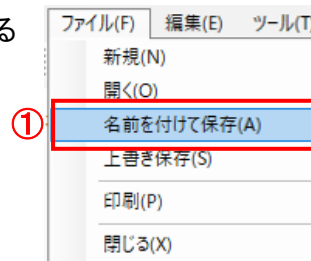 る
ファイル(F) 編集(E) ツール(T)
新規(N)
開く(O)
① 名前を付けて保存(A)
上書き保存(S)
印刷(P)
閉じる(X)